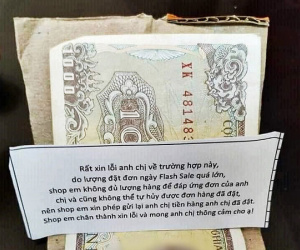 XK 481483
Rất xin lỗi anh chị về trường hợp này,
do lượng đặt đơn ngày Flash Sale quá lớn,
shop em không đủ lượng hàng để đáp ứng đơn của anh
chị và cũng không thể tự hủy được đơn hàng đã đặt,
nên shop em xin phép gửi lại anh chị tiền hàng anh chị đã đặt.
Shop em chân thành xin lỗi và mong anh chị thông cảm cho ạ!